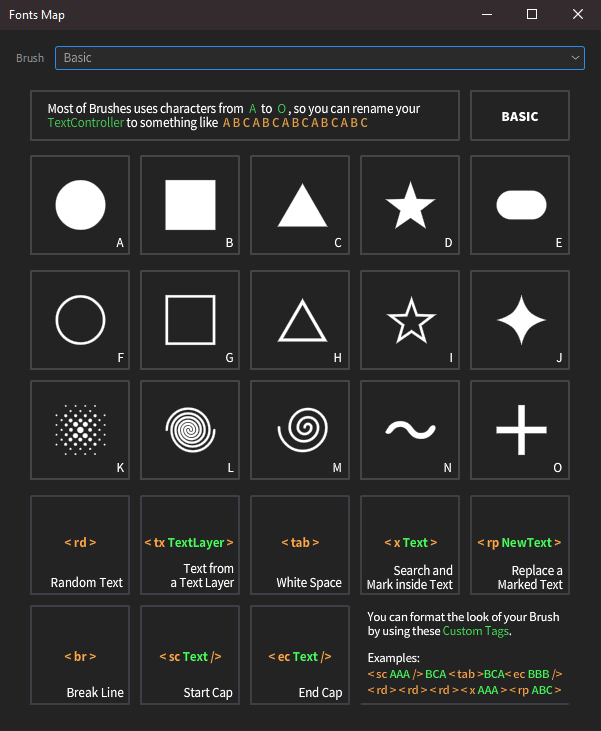 Fonts Map
Brush
Basic
Most of Brushes uses characters from A to O , so you can rename your
TextController to something like A B C A B C A B C A B C A B C
BASIC
A
B
C
D
E
F
G
H
I
J
K
L
M
N
O
< rd >
Random Text
< tx TextLayer >
Text from
a Text Layer
< tab >
White Space
< x Text >
Search and
Mark inside Text
< rp NewText >
Replace a
Marked Text
< br >
Break Line
< sc Text />
Start Cap
< ec Text />
End Cap
You can format the look of your Brush
by using these Custom Tags.
Examples:
< sc AAA /> BCA < tab >BCA< ec BBB />
< rd > < rd > < rd > < x AAA > < rp ABC >